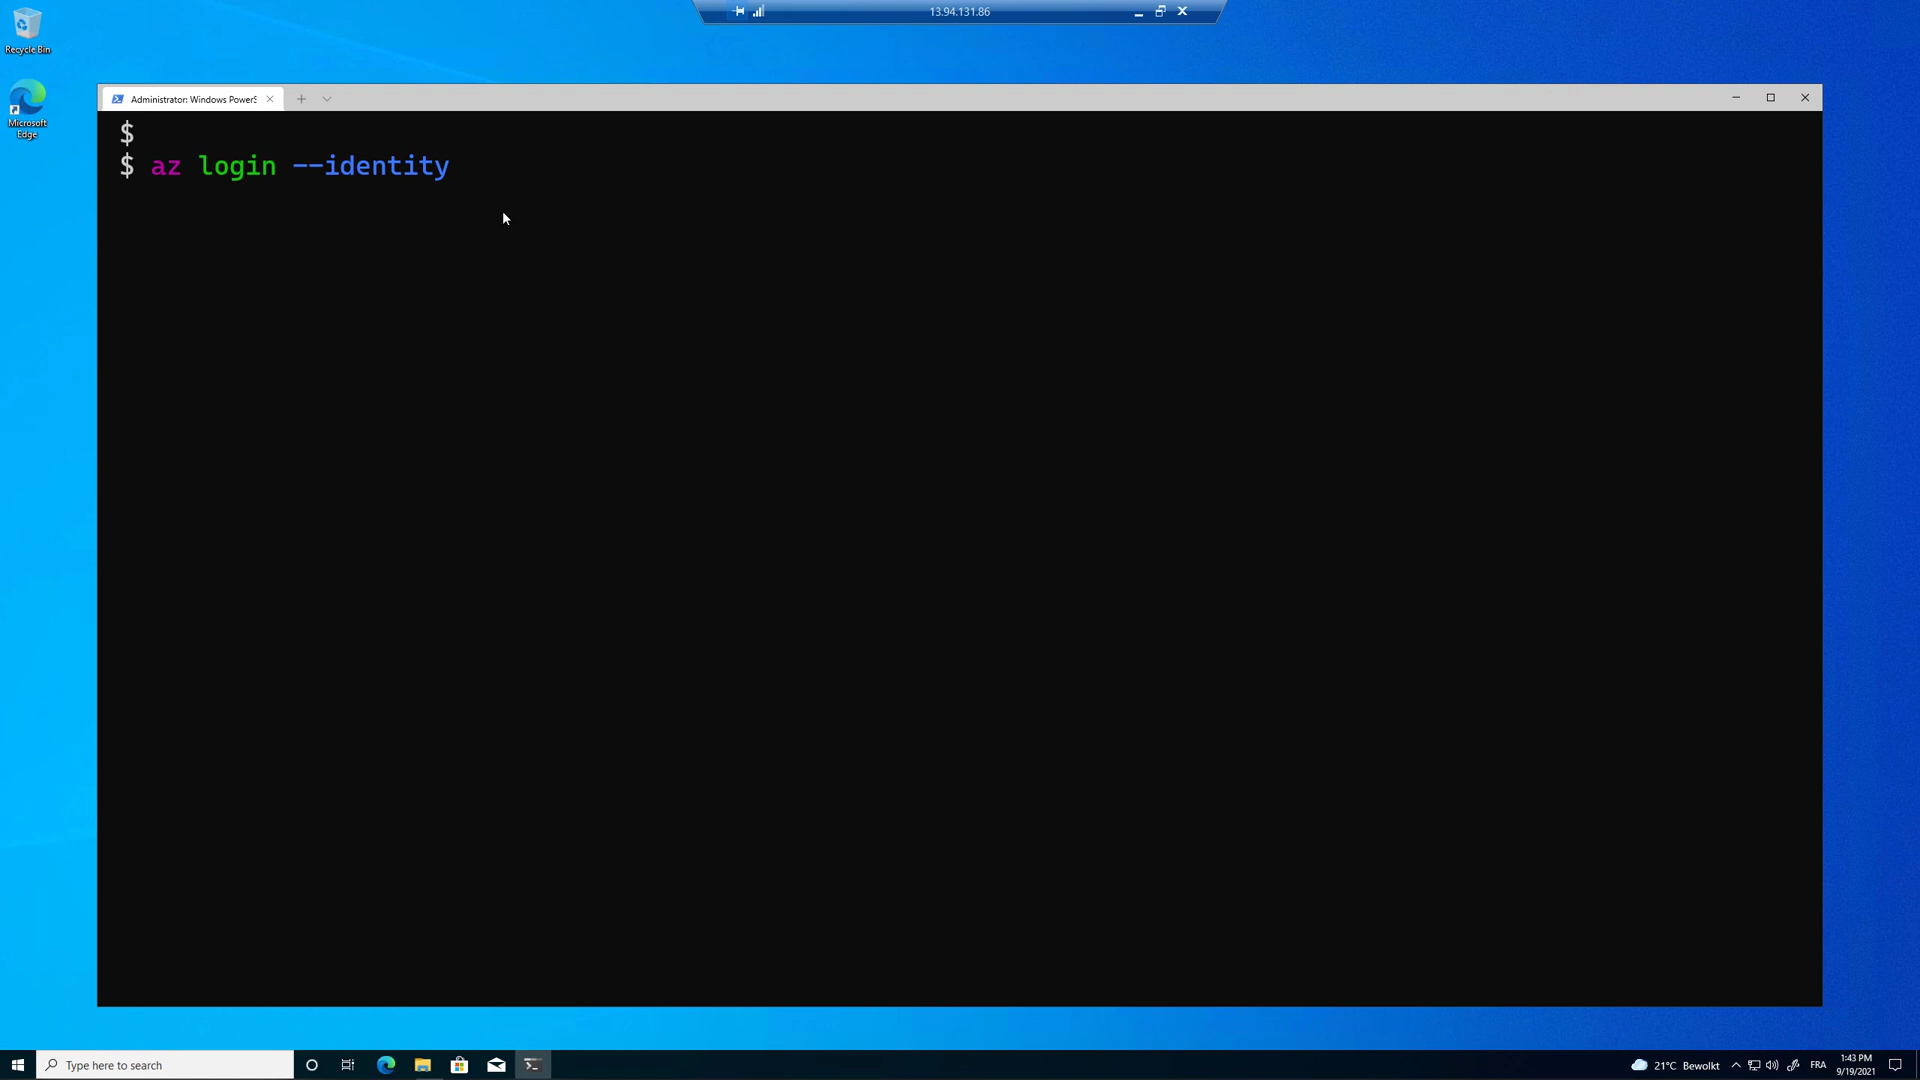 13.94.131.86
Recycle Bin
Microsoft
Edge
Administrator: Windows PowerS
$
$ az login --identity
Type here to search
21°C Bewolkt
FRA
1:43 PM
9/19/2021